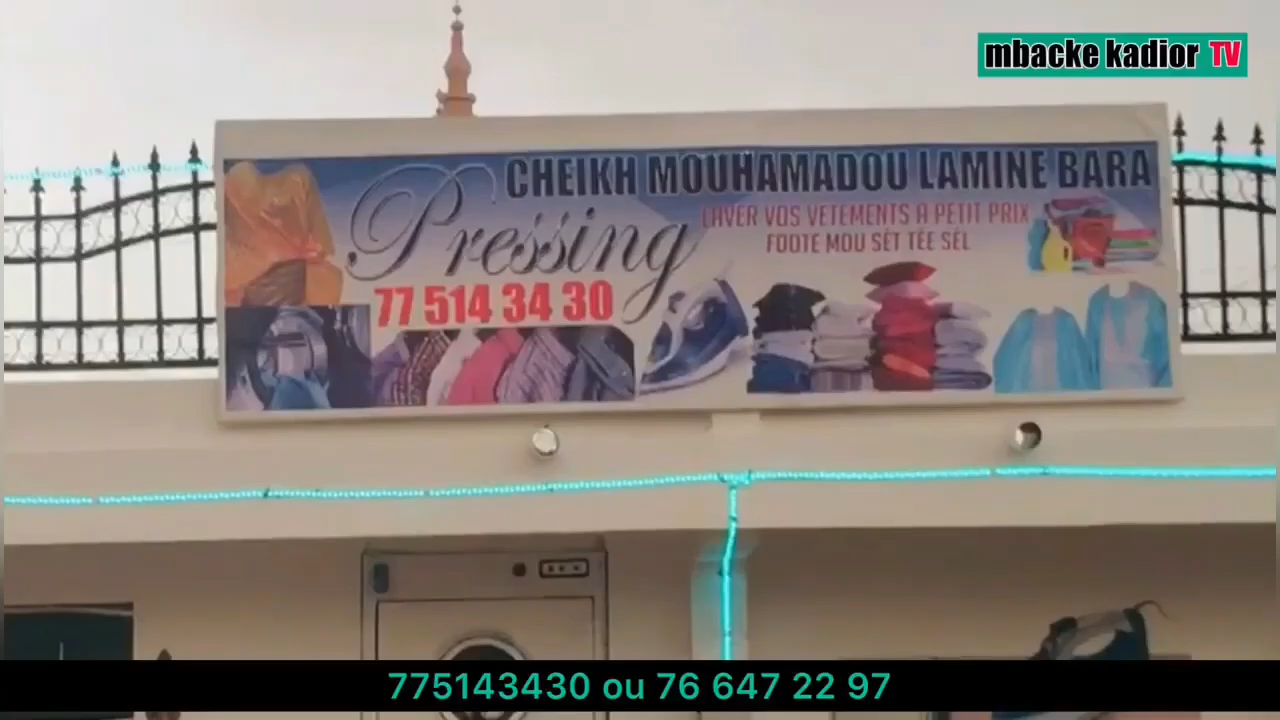 mbacke kadior TV
CHEIKH MOUHAMADOU LAMINE BARA
Pressing
LAVER VOS VETEMENTS A PETIT PRIX
FOOTE MOU SÈT TÉE SÉL
77 514 34 30
775143430 ou 76 647 22 97